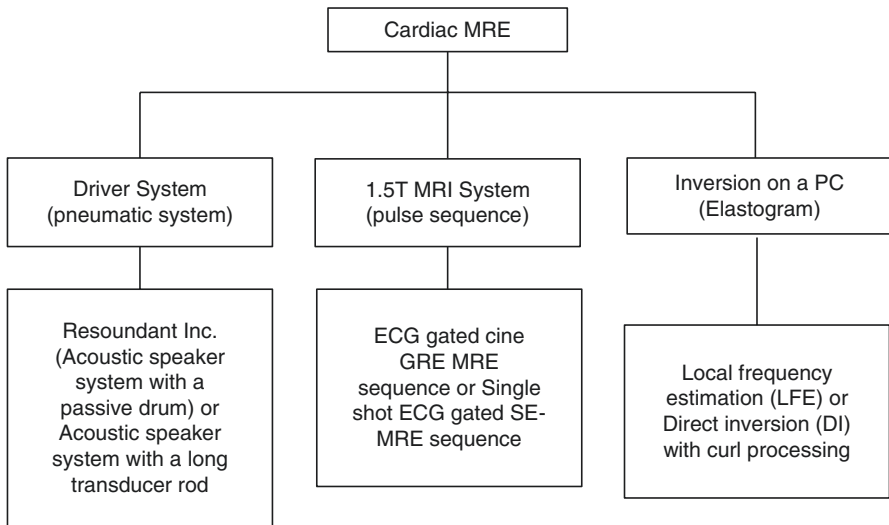 Cardiac MRE
Driver System
(pneumatic system)
1.5T MRI System
(pulse sequence)
Inversion on a PC
(Elastogram)
Resoundant Inc.
(Acoustic speaker
system with a
passive drum) or
Acoustic speaker
system with a long
transducer rod
ECG gated cine
GRE MRE
sequence or Single
shot ECG gated SE-
MRE sequence
Local frequency
estimation (LFE) or
Direct inversion (DI)
with curl processing